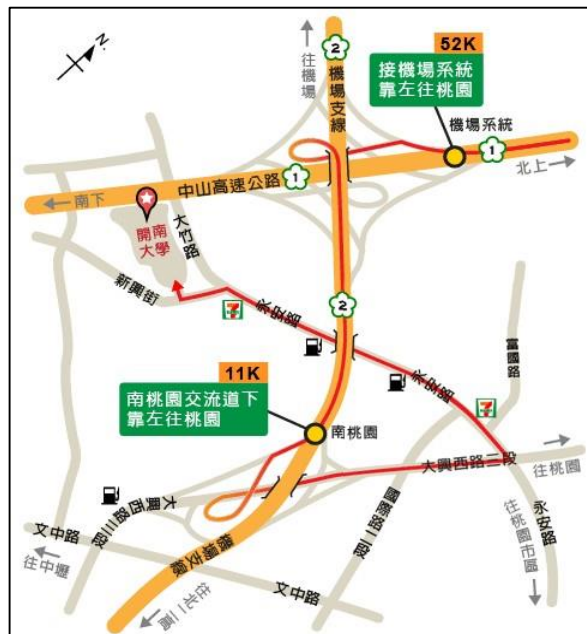 N
2
往機場
機場支線
52K
接機場系統
靠左往桃園
機場系統
1
北上
中山高速公路
1
南下
開南
大學
大竹路
新興街
7
永安路
2
永安路
富國路
7
11K
南桃園交流道下
靠左往桃園
南桃園
大興西路二段
往桃園
大興西路三段
國際路二段
永安路
往桃園市區
文中路
往中壢
機場支線
往北二高
文中路